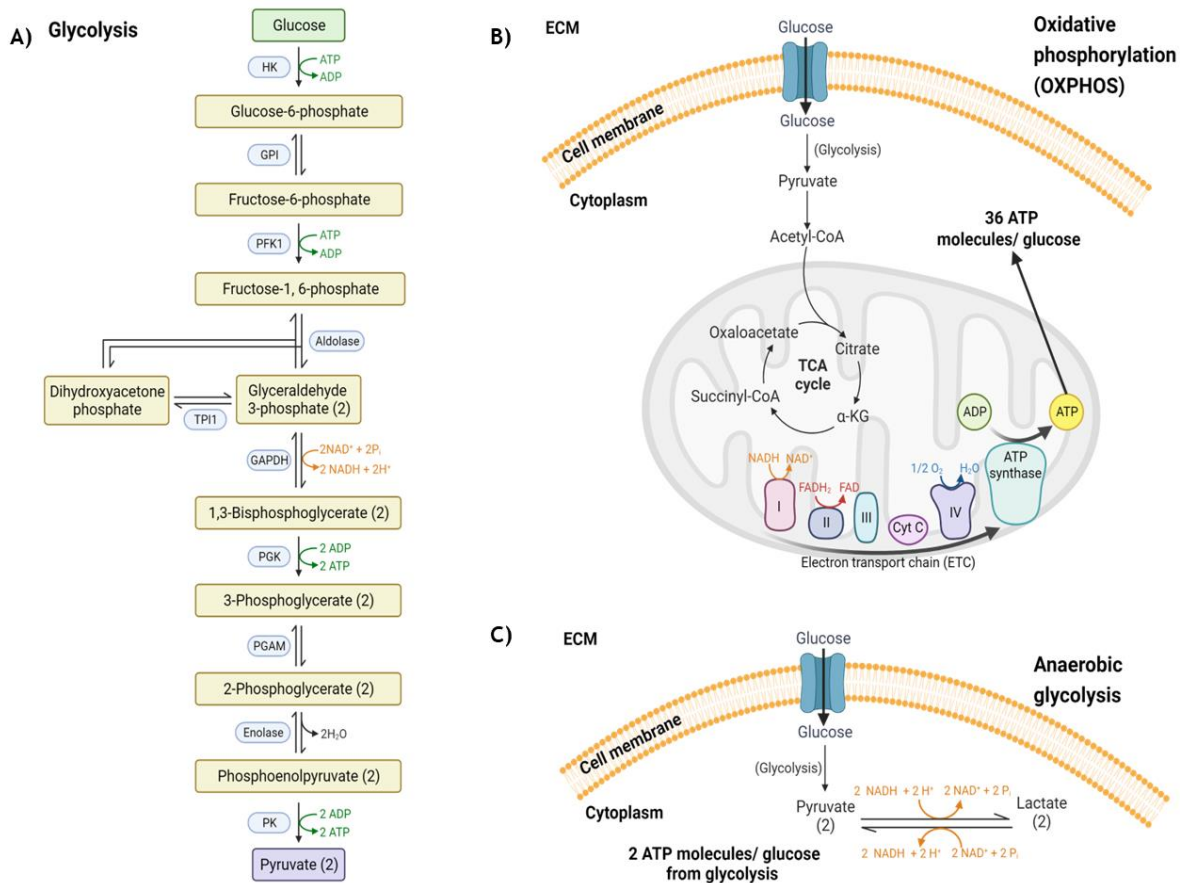 A)
Glycolysis
Glucose
HK
ATP
ADP
Glucose-6-phosphate
GPI
Fructose-6-phosphate
PFK1
ATP
ADP
Fructose-1, 6-phosphate
Aldolase
Dihydroxyacetone
phosphate
TPI1
Glyceraldehyde
3-phosphate (2)
GAPDH
2NAD⁺ + 2Pᵢ
2 NADH + 2H⁺
1,3-Bisphosphoglycerate (2)
PGK
2 ADP
2 ATP
3-Phosphoglycerate (2)
PGAM
2-Phosphoglycerate (2)
Enolase
2H₂O
Phosphoenolpyruvate (2)
PK
2 ADP
2 ATP
Pyruvate (2)
B)
ECM
Oxidative
phosphorylation
(OXPHOS)
Glucose
Cell membrane
Glucose
(Glycolysis)
Cytoplasm
Pyruvate
Acetyl-CoA
36 ATP
molecules/ glucose
Oxaloacetate
Citrate
TCA
cycle
Succinyl-CoA
α-KG
ADP
ATP
ATP
synthase
NADH
NAD⁺
FADH₂
FAD
1/2 O₂
H₂O
I
II
III
Cyt C
IV
Electron transport chain (ETC)
C)
ECM
Anaerobic
glycolysis
Glucose
Cell membrane
Glucose
(Glycolysis)
Cytoplasm
Pyruvate
(2)
2 NADH + 2 H⁺
2 NAD⁺ + 2 Pᵢ
Lactate
(2)
2 NADH + 2 H⁺
2 NAD⁺ + 2 Pᵢ
2 ATP molecules/ glucose
from glycolysis